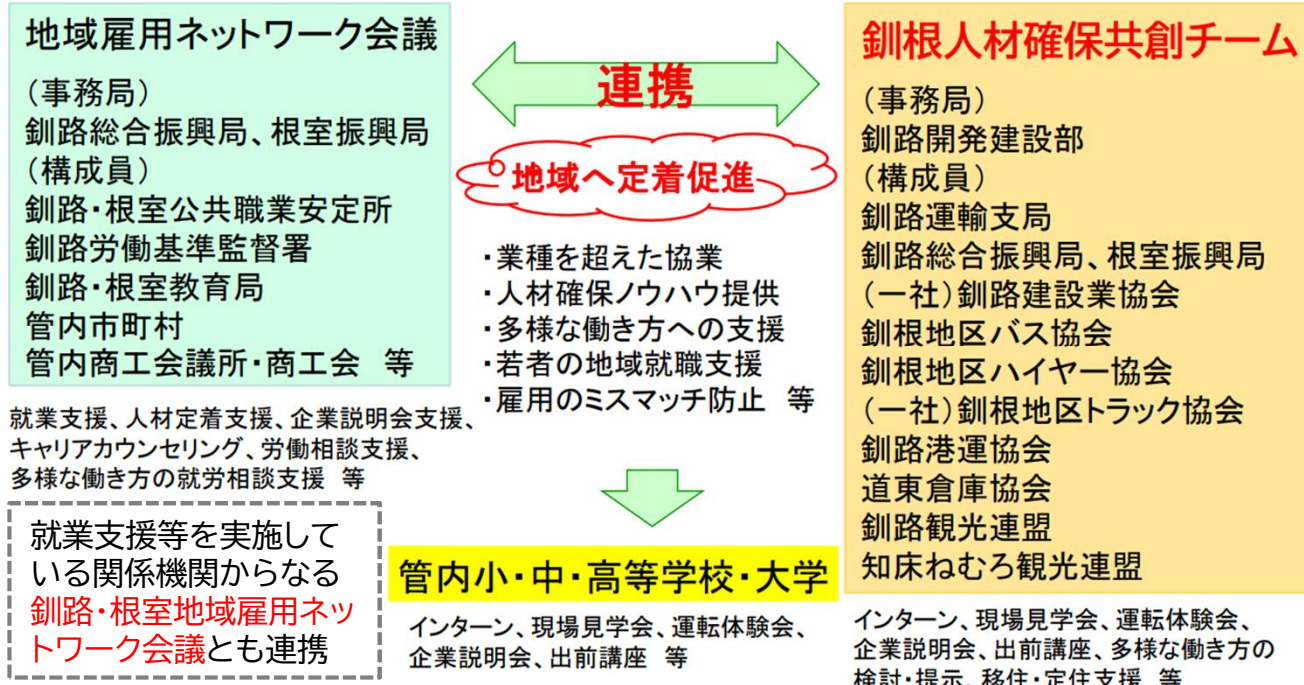 地域雇用ネットワーク会議
（事務局）
釧路総合振興局、根室振興局
（構成員）
釧路・根室公共職業安定所
釧路労働基準監督署
釧路・根室教育局
管内市町村
管内商工会議所・商工会　等
就業支援、人材定着支援、企業説明会支援、
キャリアカウンセリング、労働相談支援、
多様な働き方の就労相談支援　等
就業支援等を実施して
いる関係機関からなる
釧路・根室地域雇用ネッ
トワーク会議とも連携
連携
地域へ定着促進
・業種を超えた協業
・人材確保ノウハウ提供
・多様な働き方への支援
・若者の地域就職支援
・雇用のミスマッチ防止　等
管内小・中・高等学校・大学
インターン、現場見学会、運転体験会、
企業説明会、出前講座　等
釧根人材確保共創チーム
（事務局）
釧路開発建設部
（構成員）
釧路運輸支局
釧路総合振興局、根室振興局
（一社）釧路建設業協会
釧根地区バス協会
釧根地区ハイヤー協会
（一社）釧根地区トラック協会
釧路港運協会
道東倉庫協会
釧路観光連盟
知床ねむろ観光連盟
インターン、現場見学会、運転体験会、
企業説明会、出前講座、多様な働き方の
検討・提示、移住・定住支援　等